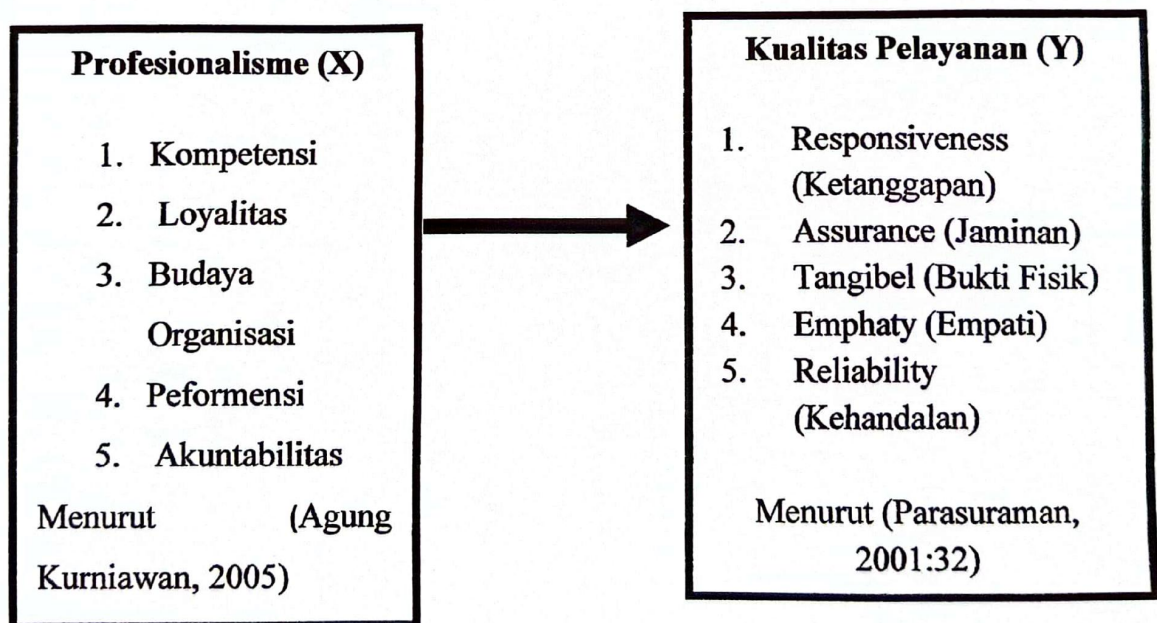 Profesionalisme (X)
1. Kompetensi
2. Loyalitas
3. Budaya
Organisasi
4. Peformensi
5. Akuntabilitas
Menurut (Agung
Kurniawan, 2005)
Kualitas Pelayanan (Y)
1. Responsiveness
(Ketanggapan)
2. Assurance (Jaminan)
3. Tangibel (Bukti Fisik)
4. Emphaty (Empati)
5. Reliability
(Kehandalan)
Menurut (Parasuraman,
2001:32)